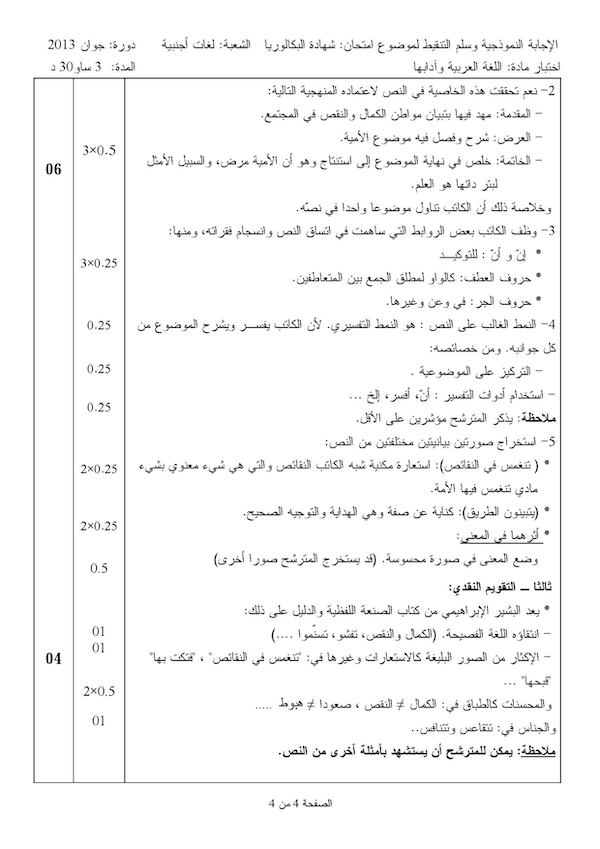 الإجابة النموذجية وسلم التنقيط لموضوع امتحان: شهادة البكالوريا الشعبة: لغات أجنبية دورة: جوان 2013
اختبار مادة: اللغة العربية وآدابها المدة: 3 ساو30 د
2- نعم تحققت هذه الخاصية في النص لاعتماده المنهجية التالية:
- المقدمة: مهد فيها بتبيان مواطن الكمال والنقص في المجتمع.
- العرض: شرح وفصل فيه موضوع الأمية.
3×0.5
- الخاتمة: خلص في نهاية الموضوع إلى استنتاج وهو أن الأمية مرض، والسبيل الأمثل
06
لبتر دائها هو العلم.
وخلاصة ذلك أن الكاتب تناول موضوعا واحدا في نصّه.
3- وظف الكاتب بعض الروابط التي ساهمت في اتساق النص وانسجام فقراته، ومنها:
* إنّ و أنّ : للتوكيـــد
3×0.25
* حروف العطف: كالواو لمطلق الجمع بين المتعاطفين.
* حروف الجر: في وعن وغيرها.
4- النمط الغالب على النص : هو النمط التفسيري. لأن الكاتب يفســـر ويشرح الموضوع من
0.25
كل جوانبه. ومن خصائصه:
- التركيز على الموضوعية .
0.25
- استخدام أدوات التفسير : أنّ، أفسر، إلخ ...
0.25
ملاحظة: يذكر المترشح مؤشرين على الأقل.
5- استخراج صورتين بيانيتين مختلفتين من النص:
* ( تنغمس في النقائص): استعارة مكنية شبه الكاتب النقائص والتي هي شيء معنوي بشيء
2×0.25
مادي تنغمس فيها الأمة.
* (يتبينون الطريق): كناية عن صفة وهي الهداية والتوجيه الصحيح.
2×0.25
* أثرهما في المعنى:
وضع المعنى في صورة محسوسة. (قد يستخرج المترشح صورا أخرى)
0.5
ثالثا ــ التقويم النقدي:
* يعد البشير الإبراهيمي من كتاب الصنعة اللفظية والدليل على ذلك:
- انتقاؤه اللغة الفصيحة. (الكمال والنقص، تفشو، تسنّموا ....)
01
01
- الإكثار من الصور البليغة كالاستعارات وغيرها في: "تنغمس في النقائص" ، "فتكت بها"
04
"قبحها" ...
2×0.5
والمحسنات كالطباق في: الكمال ≠ النقص ، صعودا ≠ هبوط .....
والجناس في: تتقاعس وتتنافس..
01
ملاحظة: يمكن للمترشح أن يستشهد بأمثلة أخرى من النص.
الصفحة 4 من 4